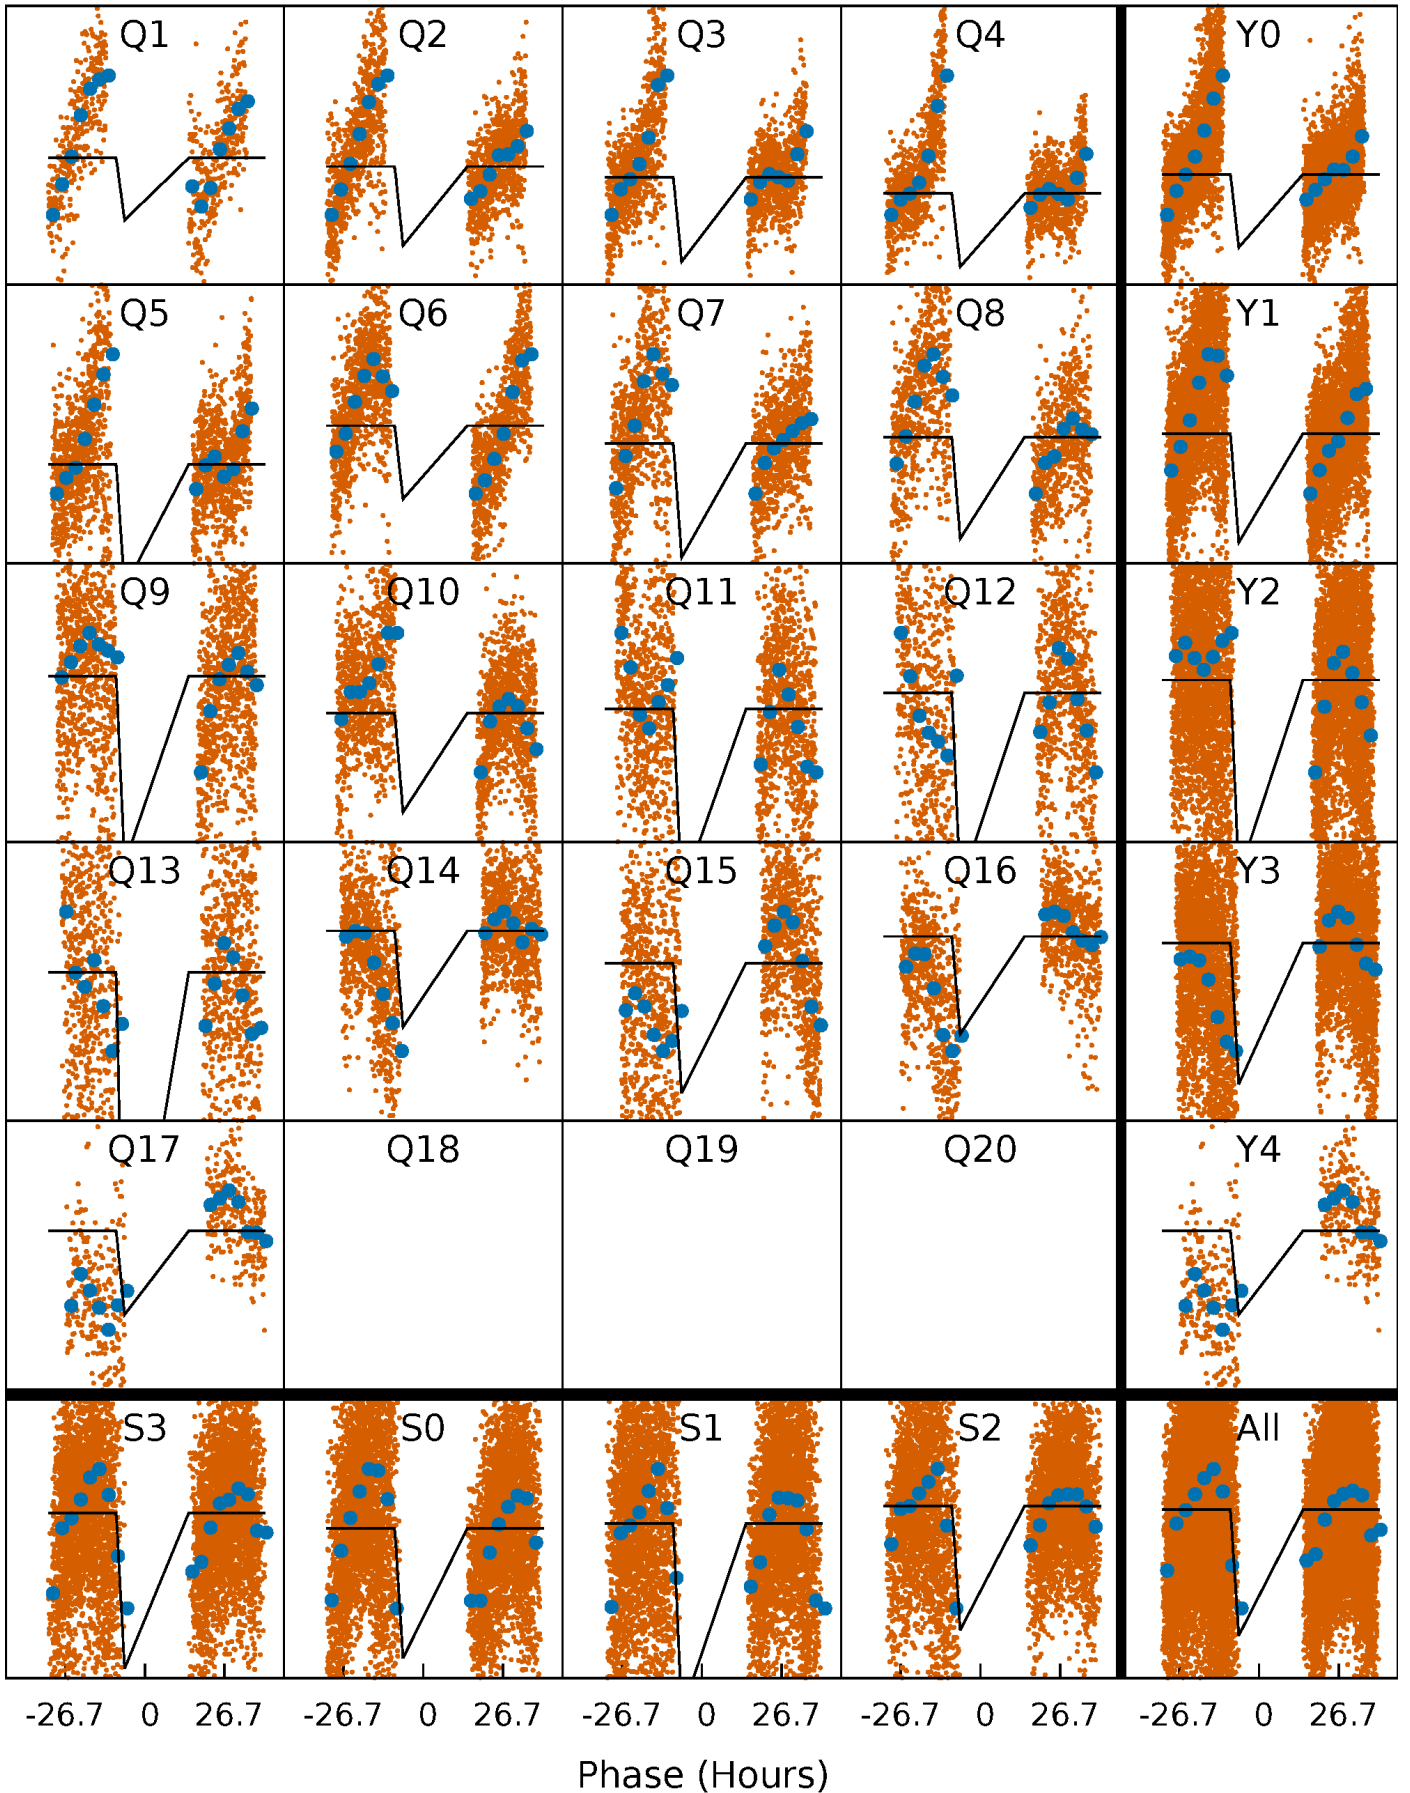 Q1 Q2 Q3 Q4 Y0
Q5 Q6 Q7 Q8 Y1
Q9 Q10 Q11 Q12 Y2
Q13 Q14 Q15 Q16 Y3
Q17 Q18 Q19 Q20 Y4
S3 S0 S1 S2 All
-26.7 0 26.7 -26.7 0 26.7 -26.7 0 26.7 -26.7 0 26.7 -26.7 0 26.7
Phase (Hours)